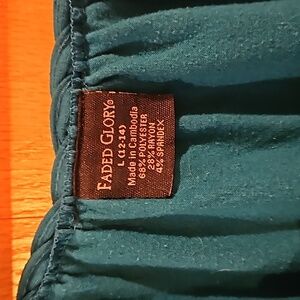 FADED GLORY®
L (12-14)
Made in Cambodia
68% POLYESTER
28% RAYON
4% SPANDEX